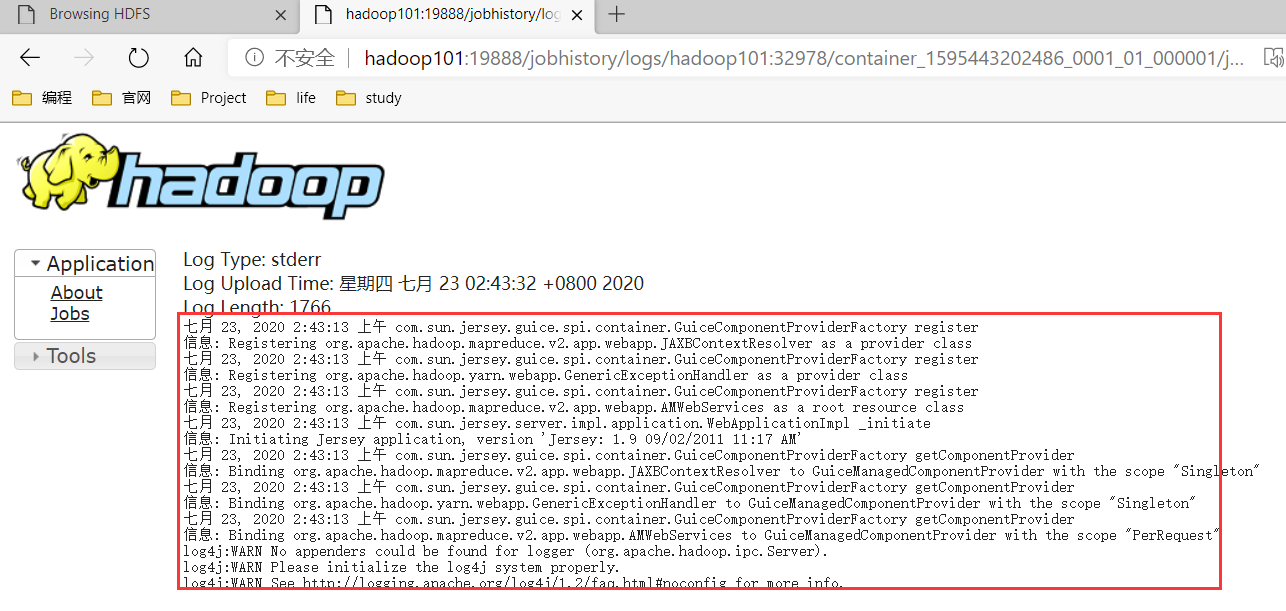 Browsing HDFS
hadoop101:19888/jobhistory/log
不安全 hadoop101:19888/jobhistory/logs/hadoop101:32978/container_1595443202486_0001_01_000001/j...
编程 官网 Project life study
hadoop
Application
About
Jobs
Tools
Log Type: stderr
Log Upload Time: 星期四 七月 23 02:43:32 +0800 2020
Log Length: 1766
七月 23, 2020 2:43:13 上午 com.sun.jersey.guice.spi.container.GuiceComponentProviderFactory register
信息: Registering org.apache.hadoop.mapreduce.v2.app.webapp.JAXBContextResolver as a provider class
七月 23, 2020 2:43:13 上午 com.sun.jersey.guice.spi.container.GuiceComponentProviderFactory register
信息: Registering org.apache.hadoop.yarn.webapp.GenericExceptionHandler as a provider class
七月 23, 2020 2:43:13 上午 com.sun.jersey.guice.spi.container.GuiceComponentProviderFactory register
信息: Registering org.apache.hadoop.mapreduce.v2.app.webapp.AMWebServices as a root resource class
七月 23, 2020 2:43:13 上午 com.sun.jersey.server.impl.application.WebApplicationImpl _initiate
信息: Initiating Jersey application, version 'Jersey: 1.9 09/02/2011 11:17 AM'
七月 23, 2020 2:43:13 上午 com.sun.jersey.guice.spi.container.GuiceComponentProviderFactory getComponentProvider
信息: Binding org.apache.hadoop.mapreduce.v2.app.webapp.JAXBContextResolver to GuiceManagedComponentProvider with the scope "Singleton"
七月 23, 2020 2:43:13 上午 com.sun.jersey.guice.spi.container.GuiceComponentProviderFactory getComponentProvider
信息: Binding org.apache.hadoop.yarn.webapp.GenericExceptionHandler to GuiceManagedComponentProvider with the scope "Singleton"
七月 23, 2020 2:43:13 上午 com.sun.jersey.guice.spi.container.GuiceComponentProviderFactory getComponentProvider
信息: Binding org.apache.hadoop.mapreduce.v2.app.webapp.AMWebServices to GuiceManagedComponentProvider with the scope "PerRequest"
log4j:WARN No appenders could be found for logger (org.apache.hadoop.ipc.Server).
log4j:WARN Please initialize the log4j system properly.
log4j:WARN See http://logging.apache.org/log4j/1.2/faq.html#noconfig for more info.